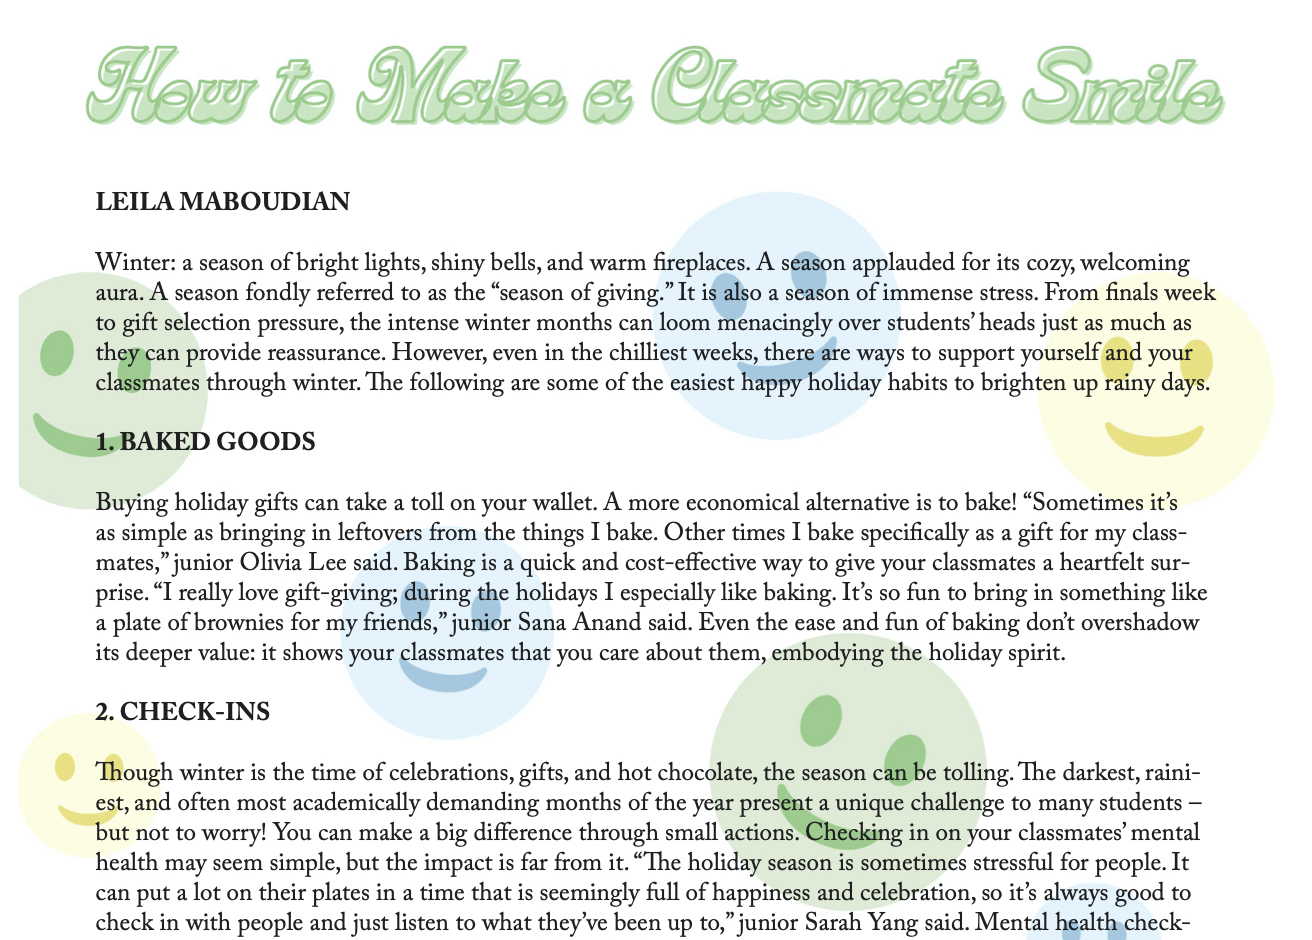 How to Make a Classmate Smile
LEILA MABOUDIAN
Winter: a season of bright lights, shiny bells, and warm fireplaces. A season applauded for its cozy, welcoming
aura. A season fondly referred to as the “season of giving.” It is also a season of immense stress. From finals week
to gift selection pressure, the intense winter months can loom menacingly over students’ heads just as much as
they can provide reassurance. However, even in the chilliest weeks, there are ways to support yourself and your
classmates through winter. The following are some of the easiest happy holiday habits to brighten up rainy days.
1. BAKED GOODS
Buying holiday gifts can take a toll on your wallet. A more economical alternative is to bake! “Sometimes it’s
as simple as bringing in leftovers from the things I bake. Other times I bake specifically as a gift for my class-
mates,” junior Olivia Lee said. Baking is a quick and cost-effective way to give your classmates a heartfelt sur-
prise. “I really love gift-giving; during the holidays I especially like baking. It’s so fun to bring in something like
a plate of brownies for my friends,” junior Sana Anand said. Even the ease and fun of baking don’t overshadow
its deeper value: it shows your classmates that you care about them, embodying the holiday spirit.
2. CHECK-INS
Though winter is the time of celebrations, gifts, and hot chocolate, the season can be tolling. The darkest, raini-
est, and often most academically demanding months of the year present a unique challenge to many students –
but not to worry! You can make a big difference through small actions. Checking in on your classmates’ mental
health may seem simple, but the impact is far from it. “The holiday season is sometimes stressful for people. It
can put a lot on their plates in a time that is seemingly full of happiness and celebration, so it’s always good to
check in with people and just listen to what they’ve been up to,” junior Sarah Yang said. Mental health check-